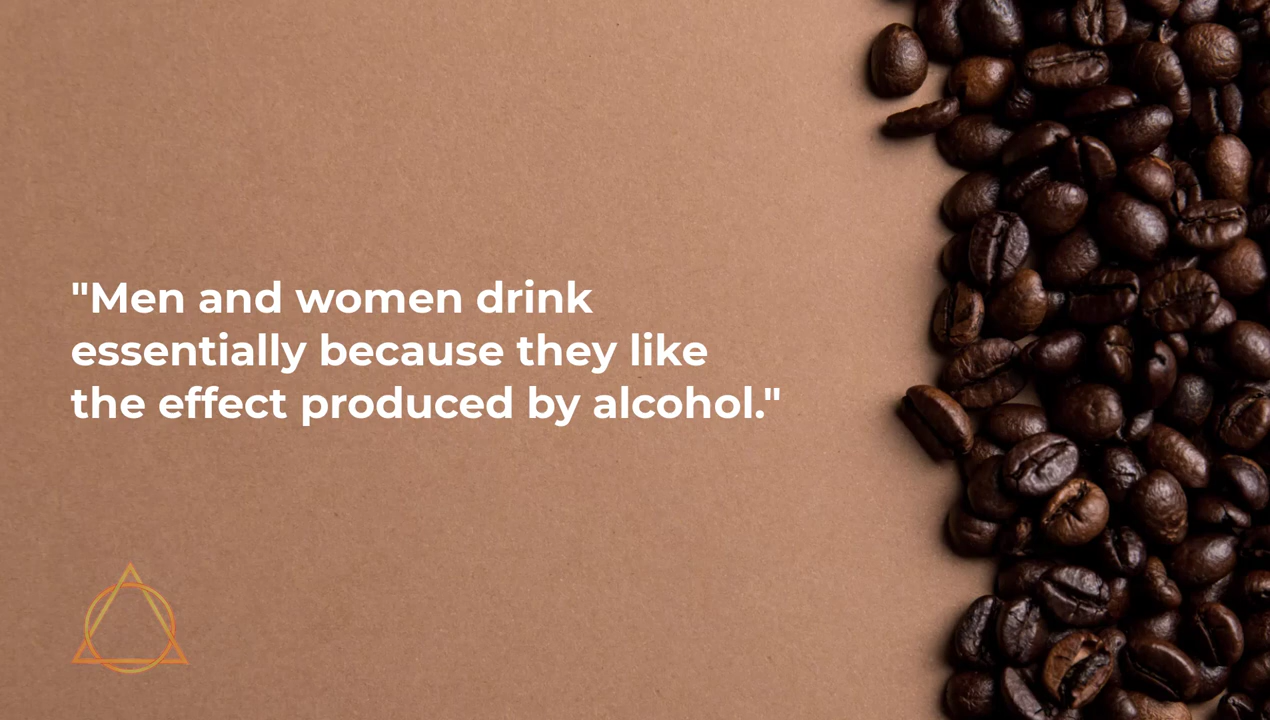 "Men and women drink
essentially because they like
the effect produced by alcohol."